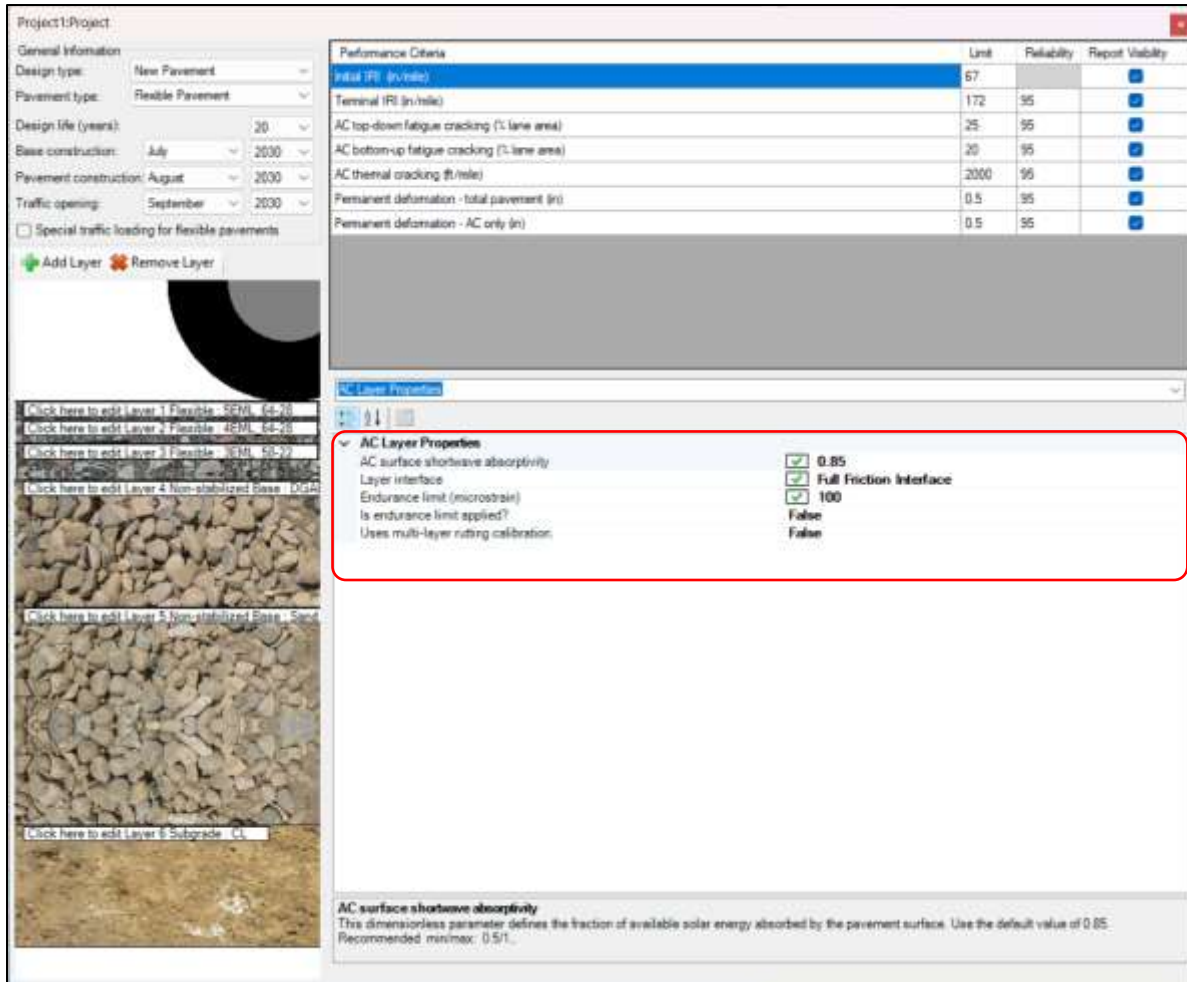 Project1:Project
General Information
Design type: New Pavement
Pavement type: Flexible Pavement
Design life (years): 20
Base construction: July 2030
Pavement construction: August 2030
Traffic opening: September 2030
Special traffic loading for flexible pavements
Add Layer Remove Layer
Click here to edit Layer 1 Flexible : 5EML_64-28
Click here to edit Layer 2 Flexible : 4EML_64-28
Click here to edit Layer 3 Flexible : 3EML_58-22
Click here to edit Layer 4 Non-stabilized Base : DGAB
Click here to edit Layer 5 Non-stabilized Base : Sand
Click here to edit Layer 6 Subgrade : CL
Performance Criteria Limit Reliability Report Visibility
Initial IRI (in/mile) 67
Terminal IRI (in/mile) 172 95
AC top-down fatigue cracking (% lane area) 25 95
AC bottom-up fatigue cracking (% lane area) 20 95
AC thermal cracking (ft/mile) 2000 95
Permanent deformation - total pavement (in) 0.5 95
Permanent deformation - AC only (in) 0.5 95
AC Layer Properties
AC Layer Properties
AC surface shortwave absorptivity 0.85
Layer interface Full Friction Interface
Endurance limit (microstrain) 100
Is endurance limit applied? False
Uses multi-layer rutting calibration False
AC surface shortwave absorptivity
This dimensionless parameter defines the fraction of available solar energy absorbed by the pavement surface. Use the default value of 0.85
Recommended min/max: 0.5/1..